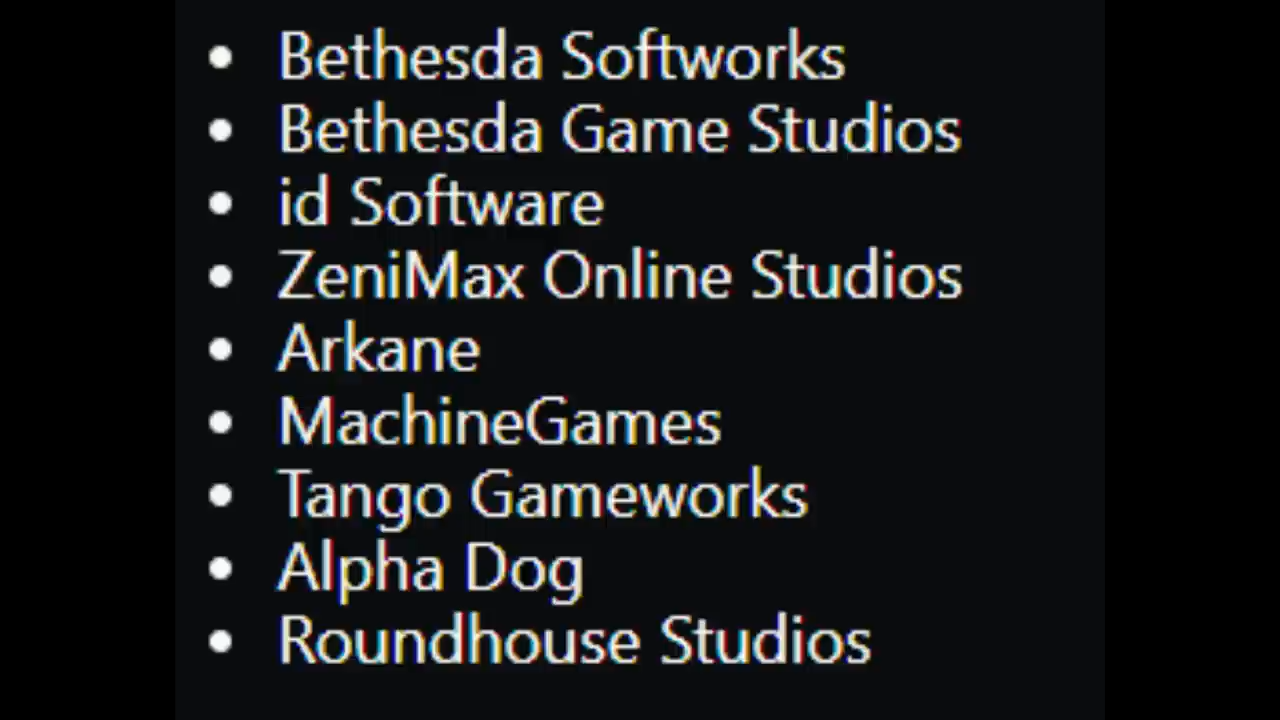 • Bethesda Softworks
• Bethesda Game Studios
• id Software
• ZeniMax Online Studios
• Arkane
• MachineGames
• Tango Gameworks
• Alpha Dog
• Roundhouse Studios